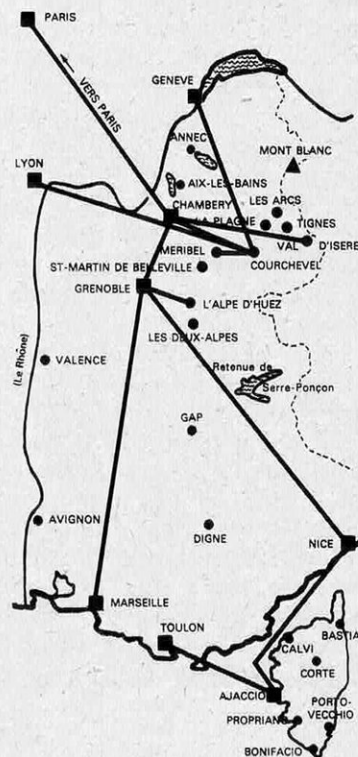 PARIS
VERS PARIS
GENEVE
ANNEC
MONT BLANC
LYON
AIX-LES-BAINS
CHAMBERY
LES ARCS
LA PLAGNE
TIGNES
VAL D'ISERE
MERIBEL
COURCHEVEL
ST-MARTIN DE BELLEVILLE
GRENOBLE
L'ALPE D'HUEZ
LES DEUX-ALPES
(Le Rhône)
VALENCE
Retenue de
Serre-Ponçon
GAP
AVIGNON
DIGNE
NICE
MARSEILLE
TOULON
BASTIA
CALVI
CORTE
AJACCIO
PROPRIANO
PORTO-
VECCHIO
BONIFACIO